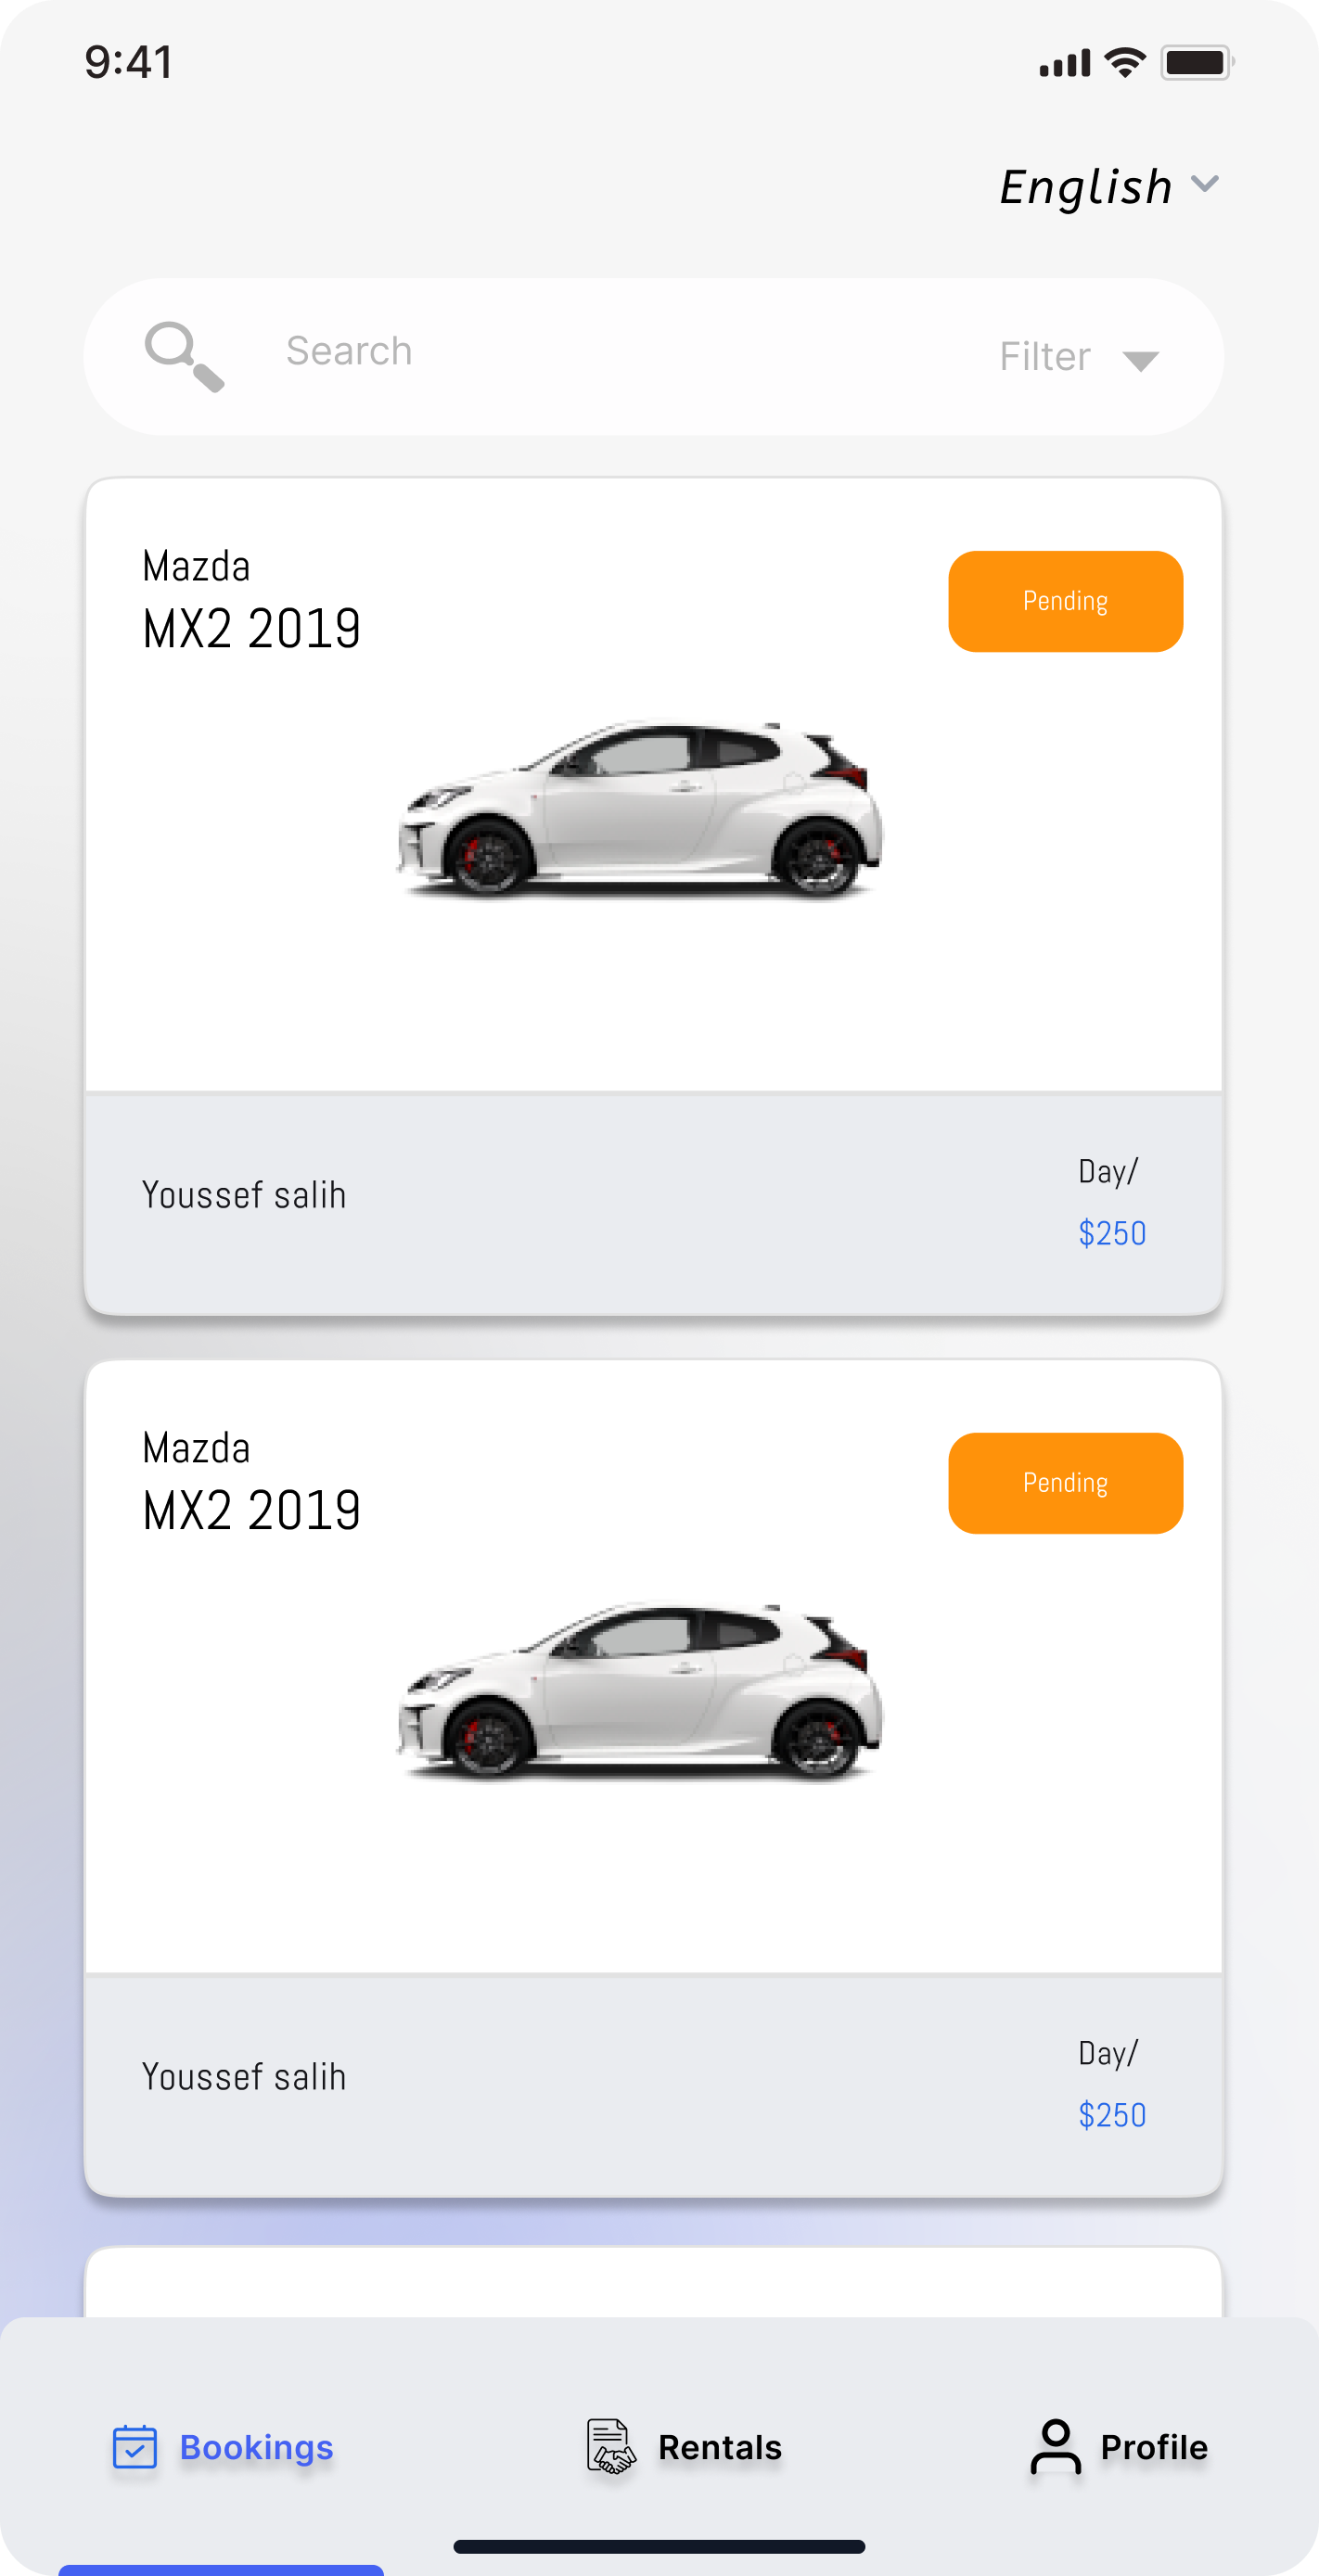 9:41
English
Search
Filter
Mazda
MX2 2019
Pending
Youssef salih
Day/
$250
Mazda
MX2 2019
Pending
Youssef salih
Day/
$250
Bookings
Rentals
Profile